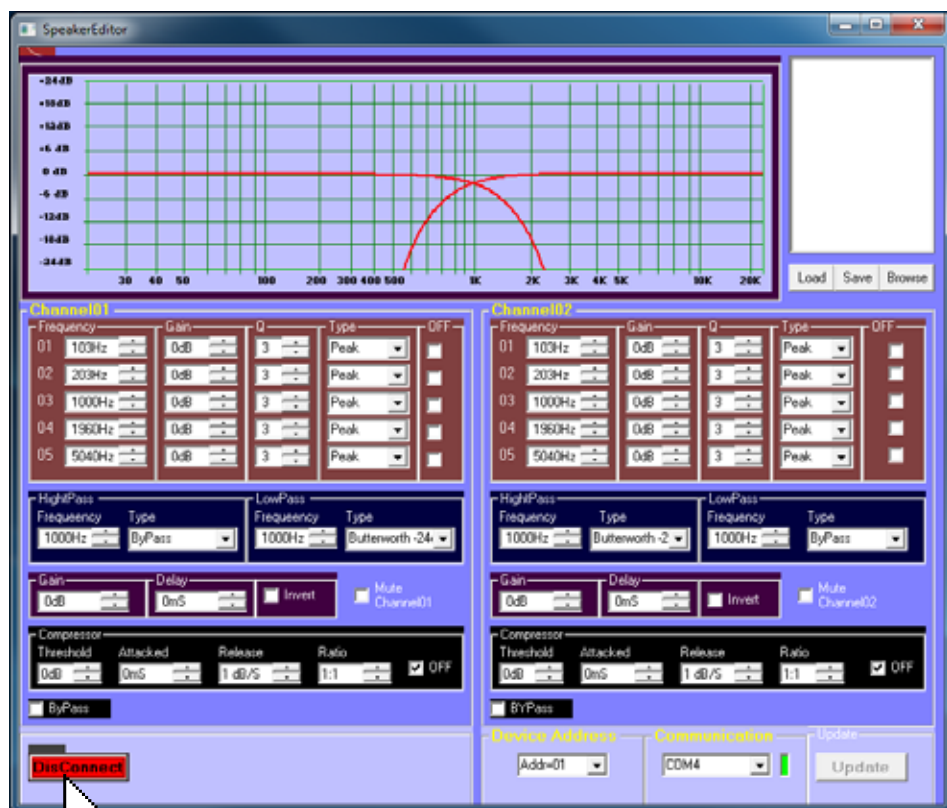 SpeakerEditor
-24dB
+18dB
+12dB
+6 dB
0 dB
-6 dB
-12dB
-18dB
-24dB
30 40 50 100 200 300 400 500 1K 2K 3K 4K 5K 10K 20K
Load Save Browse
Channel01
Frequency Gain Q Type OFF
01 103Hz 0dB 3 Peak
02 203Hz 0dB 3 Peak
03 1000Hz 0dB 3 Peak
04 1960Hz 0dB 3 Peak
05 5040Hz 0dB 3 Peak
HightPass LowPass
Frequeency Type Frequeency Type
1000Hz ByPass 1000Hz Butterworth -24
Gain Delay
0dB 0mS Invert Mute Channel01
Compressor
Threshold Attacked Release Ratio
0dB 0mS 1 dB/S 1:1 OFF
ByPass
Channel02
Frequency Gain Q Type OFF
01 103Hz 0dB 3 Peak
02 203Hz 0dB 3 Peak
03 1000Hz 0dB 3 Peak
04 1960Hz 0dB 3 Peak
05 5040Hz 0dB 3 Peak
HightPass LowPass
Frequency Type Frequency Type
1000Hz Butterworth -2 1000Hz ByPass
Gain Delay
0dB 0mS Invert Mute Channel02
Compressor
Threshold Attacked Release Ratio
0dB 0mS 1 dB/S 1:1 OFF
BYPass
DisConnect
Device Address Communication Update
Addr=01 COM4 Update